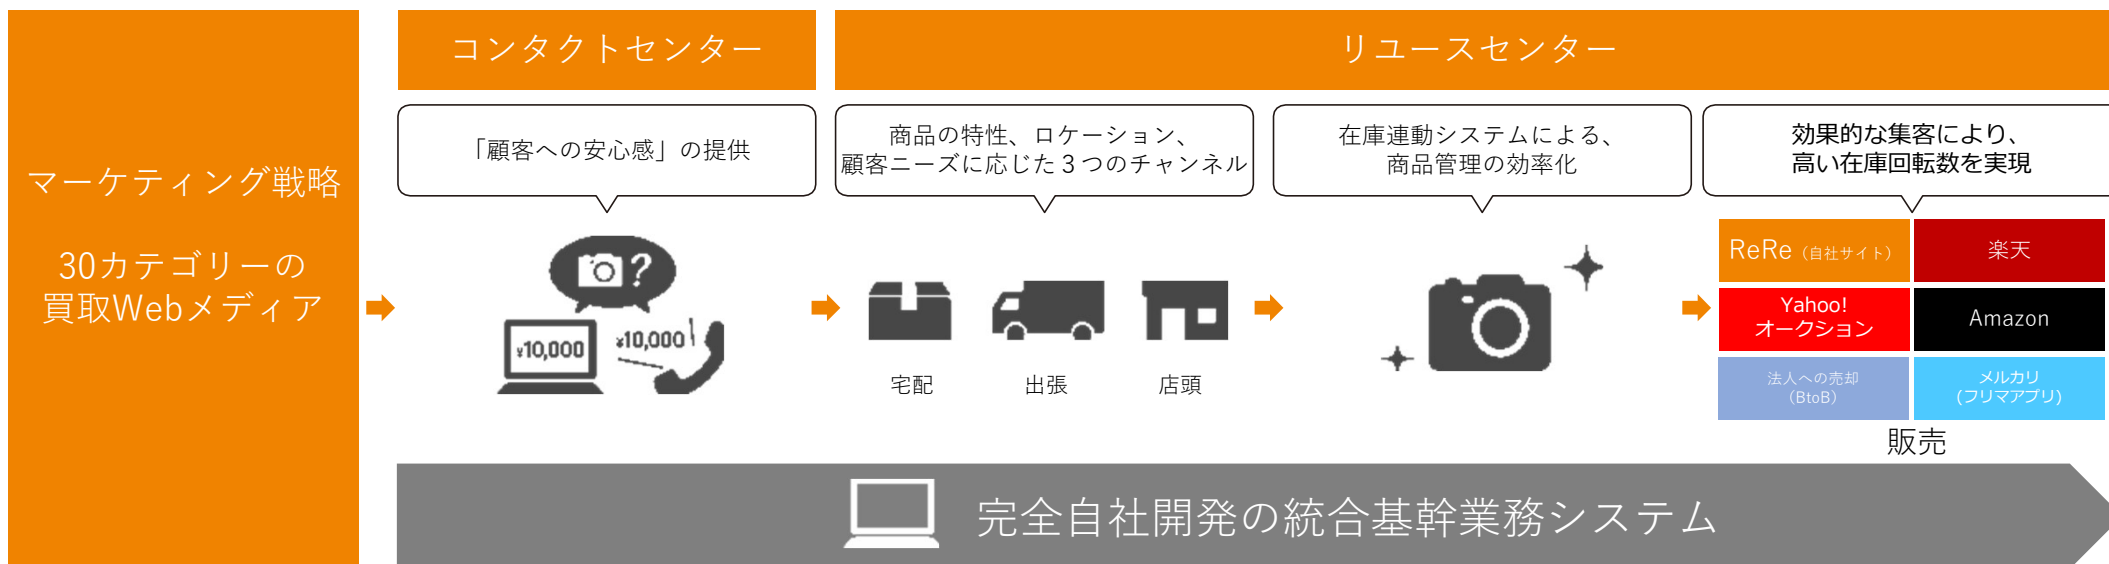 マーケティング戦略
30カテゴリーの
買取Webメディア
コンタクトセンター
リユースセンター
「顧客への安心感」の提供
商品の特性、ロケーション、
顧客ニーズに応じた３つのチャンネル
在庫連動システムによる、
商品管理の効率化
効果的な集客により、
高い在庫回転数を実現
?
¥10,000
¥10,000
宅配
出張
店頭
ReRe（自社サイト）
楽天
Yahoo!
オークション
Amazon
法人への売却
（BtoB）
メルカリ
(フリマアプリ)
販売
完全自社開発の統合基幹業務システム